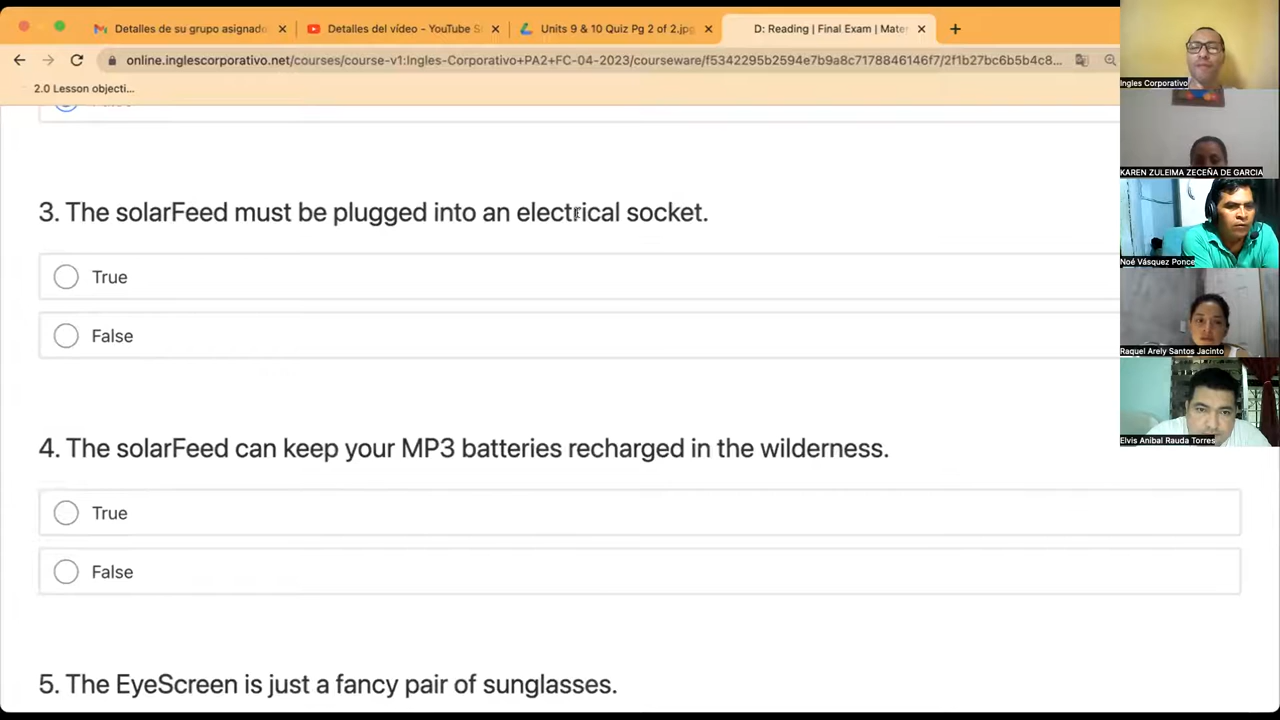 Detalles de su grupo asignado
Detalles del vídeo - YouTube S
Units 9 & 10 Quiz Pg 2 of 2.jpg
D: Reading | Final Exam | Mater
online.inglescorporativo.net/courses/course-v1:Ingles-Corporativo+PA2+FC-04-2023/courseware/f5342295b2594e7b9a8c7178846146f7/2f1b27bc6b5b4c8...
2.0 Lesson objecti...
3. The solarFeed must be plugged into an electrical socket.
True
False
4. The solarFeed can keep your MP3 batteries recharged in the wilderness.
True
False
5. The EyeScreen is just a fancy pair of sunglasses.
Ingles Corporativo
KAREN ZULEIMA ZECEÑA DE GARCIA
Noé Vásquez Ponce
Raquel Arely Santos Jacinto
Elvis Anibal Rauda Torres